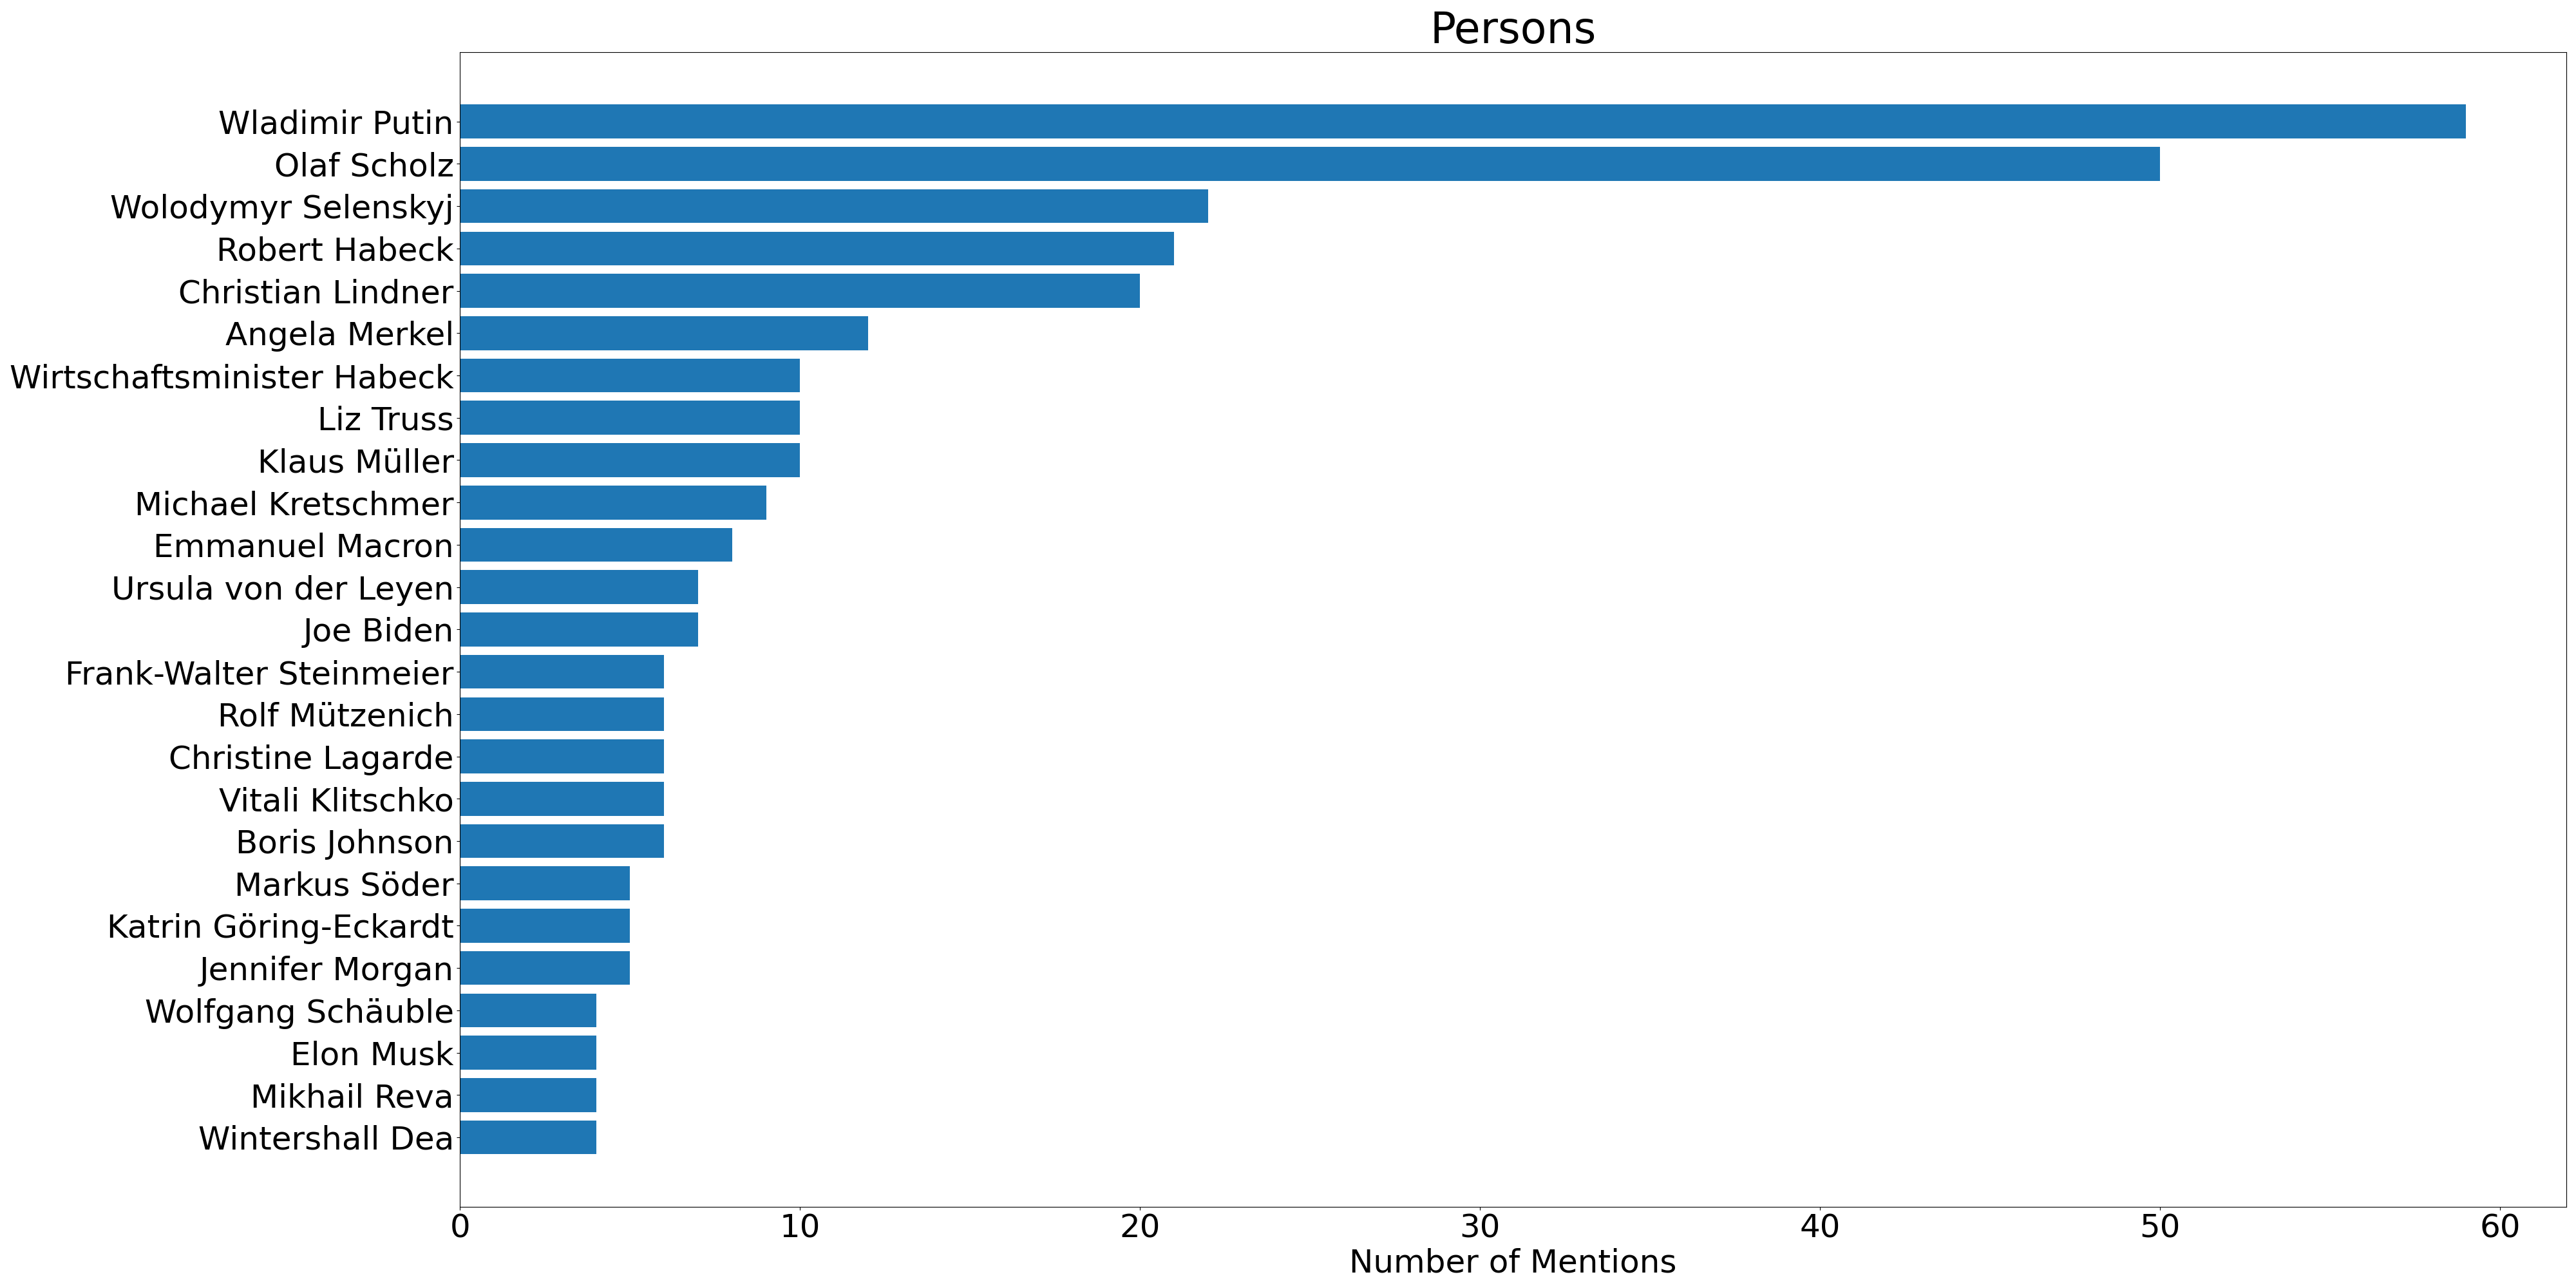 Persons
Wladimir Putin
Olaf Scholz
Wolodymyr Selenskyj
Robert Habeck
Christian Lindner
Angela Merkel
Wirtschaftsminister Habeck
Liz Truss
Klaus Müller
Michael Kretschmer
Emmanuel Macron
Ursula von der Leyen
Joe Biden
Frank-Walter Steinmeier
Rolf Mützenich
Christine Lagarde
Vitali Klitschko
Boris Johnson
Markus Söder
Katrin Göring-Eckardt
Jennifer Morgan
Wolfgang Schäuble
Elon Musk
Mikhail Reva
Wintershall Dea
0 10 20 30 40 50 60
Number of Mentions